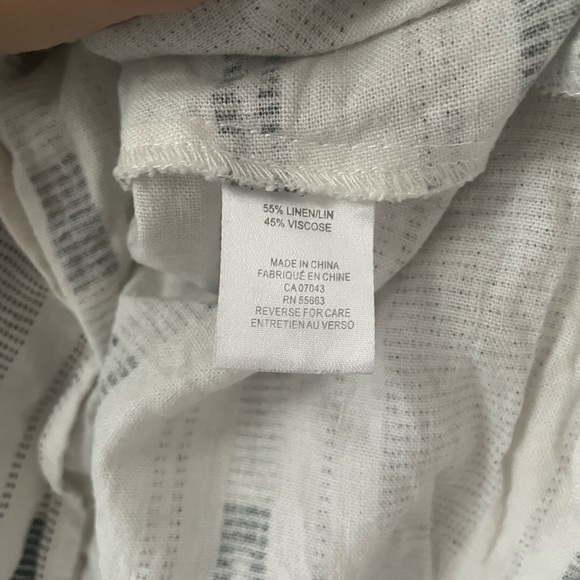 55% LINEN/LIN
45% VISCOSE
MADE IN CHINA
FABRIQUÉ EN CHINE
CA 07043
RN 55663
REVERSE FOR CARE
ENTRETIEN AU VERSO